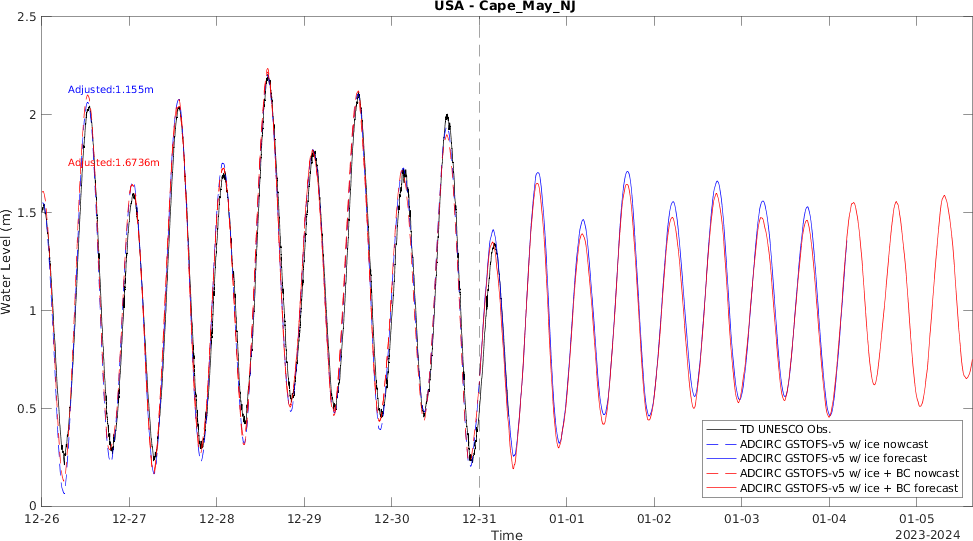 USA - Cape_May_NJ
2.5
2
1.5
1
0.5
0
Water Level (m)
Adjusted:1.155m
Adjusted:1.6736m
TD UNESCO Obs.
ADCIRC GSTOFS-v5 w/ ice nowcast
ADCIRC GSTOFS-v5 w/ ice forecast
ADCIRC GSTOFS-v5 w/ ice + BC nowcast
ADCIRC GSTOFS-v5 w/ ice + BC forecast
12-26 12-27 12-28 12-29 12-30 12-31 01-01 01-02 01-03 01-04 01-05
Time
2023-2024